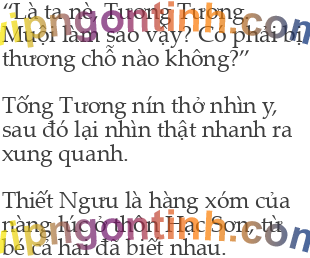 “Là ta nè, Tương Tương.
Muội làm sao vậy? Có phải bị
thương chỗ nào không?”
Tống Tương nín thở nhìn y,
sau đó lại nhìn thật nhanh ra
xung quanh.
Thiết Ngưu là hàng xóm của
nàng lúc ở thôn Hạc Sơn, từ
bé cả hai đã biết nhau.